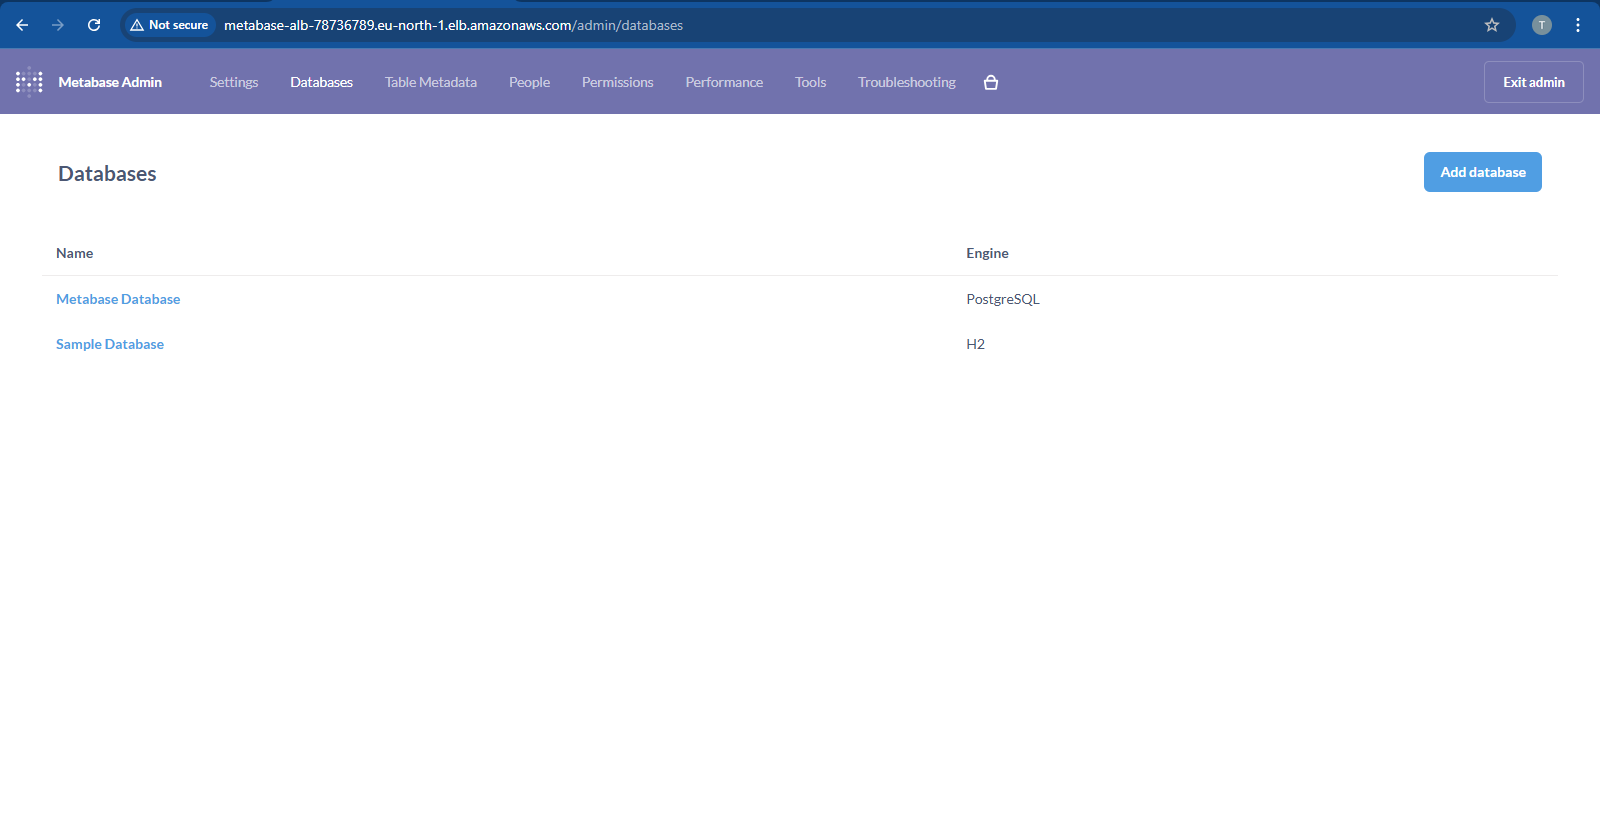 Not secure metabase-alb-78736789.eu-north-1.elb.amazonaws.com/admin/databases T
Metabase Admin Settings Databases Table Metadata People Permissions Performance Tools Troubleshooting Exit admin
Databases Add database
Name Engine
Metabase Database PostgreSQL
Sample Database H2